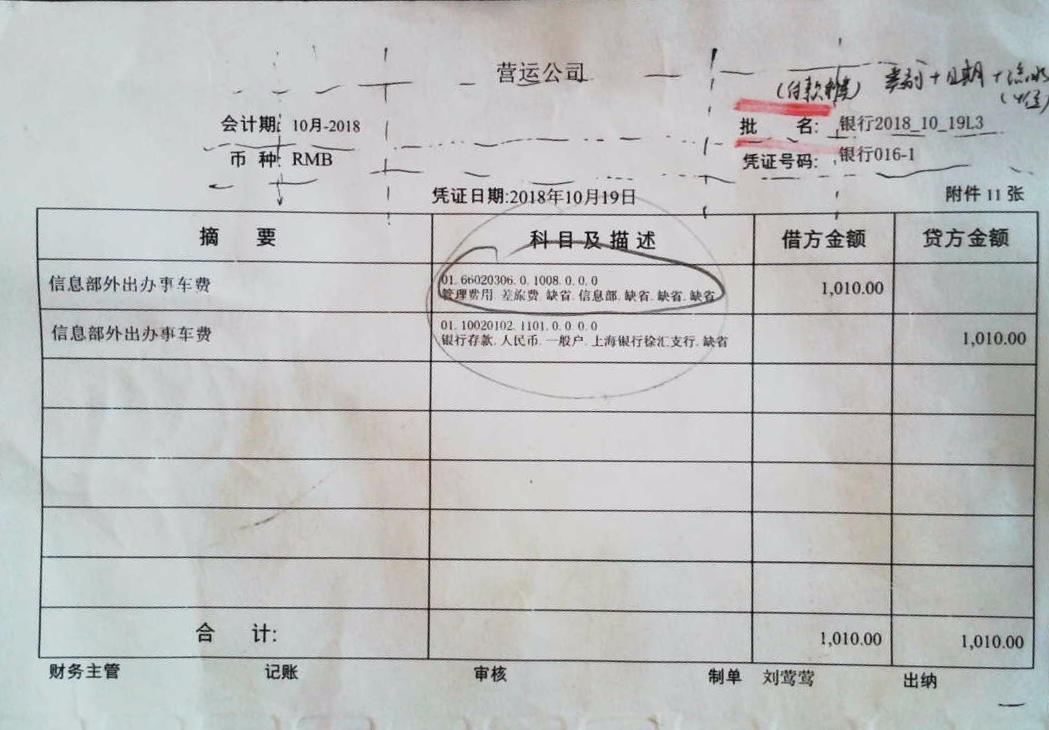 营运公司
(付款 类别+日期+流水
会计期: 10月-2018
批 名: 银行2018_10_19L3
币 种: RMB
凭证号码: 银行016-1
凭证日期:2018年10月19日
附件 11 张
摘 要 科目及描述 借方金额 贷方金额
信息部外出办事车费 01.66020306.0.1008.0.0.0 1,010.00
管理费用.差旅费.缺省.信息部.缺省.缺省.缺省
信息部外出办事车费 01.10020102.1101.0.0.0.0 1,010.00
银行存款.人民币.一般户.上海银行徐汇支行.缺省
合 计: 1,010.00 1,010.00
财务主管 记账 审核 制单 刘莺莺 出纳